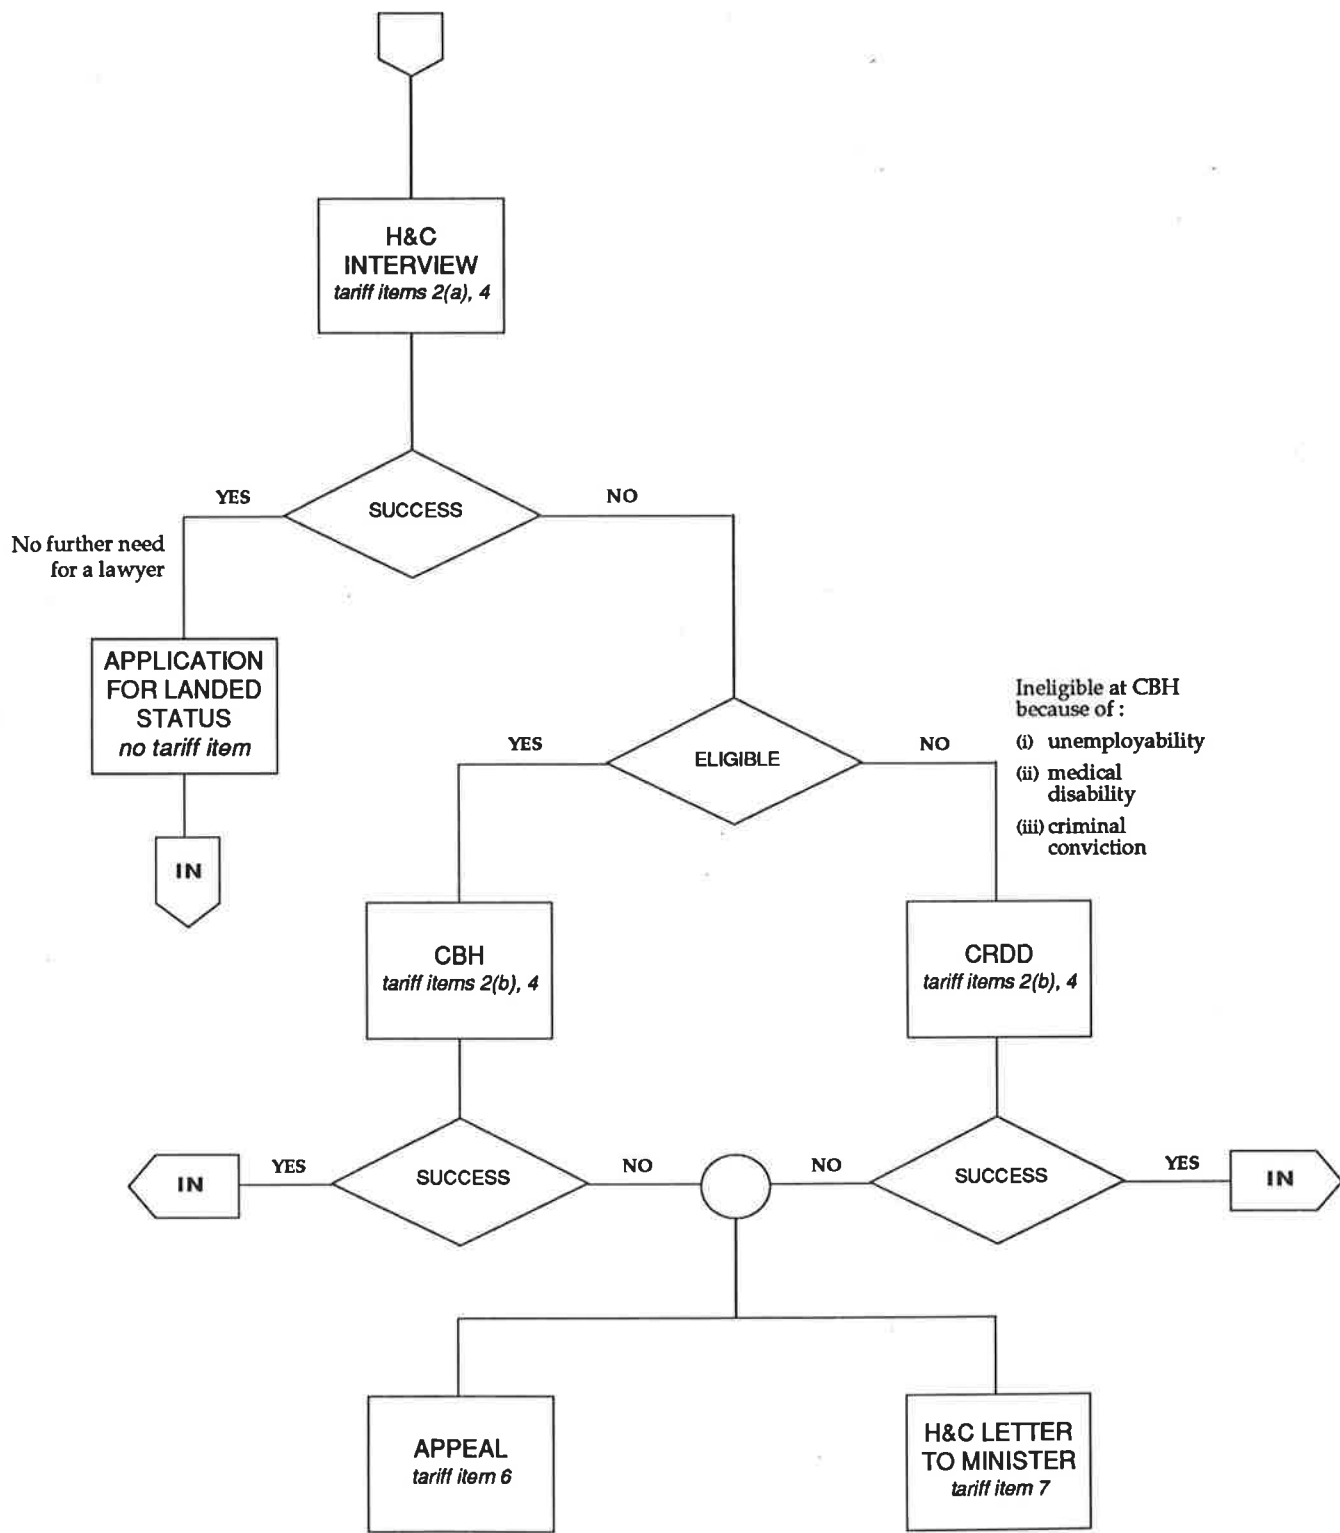 H&C
INTERVIEW
tariff items 2(a), 4
YES
SUCCESS
NO
No further need
for a lawyer
APPLICATION
FOR LANDED
STATUS
no tariff item
IN
Ineligible at CBH
because of :
(i) unemployability
(ii) medical
disability
(iii) criminal
conviction
YES
ELIGIBLE
NO
CBH
tariff items 2(b), 4
CRDD
tariff items 2(b), 4
IN
YES
SUCCESS
NO
NO
SUCCESS
YES
IN
APPEAL
tariff item 6
H&C LETTER
TO MINISTER
tariff item 7